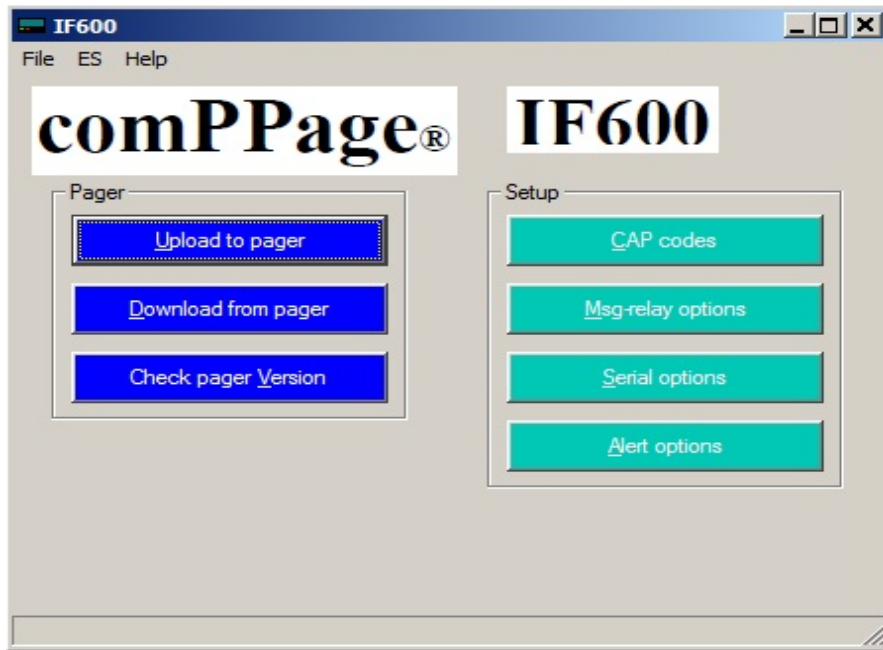 IF600
File ES Help
comPPage® IF600
Pager
Upload to pager
Download from pager
Check pager Version
Setup
CAP codes
Msg-relay options
Serial options
Alert options